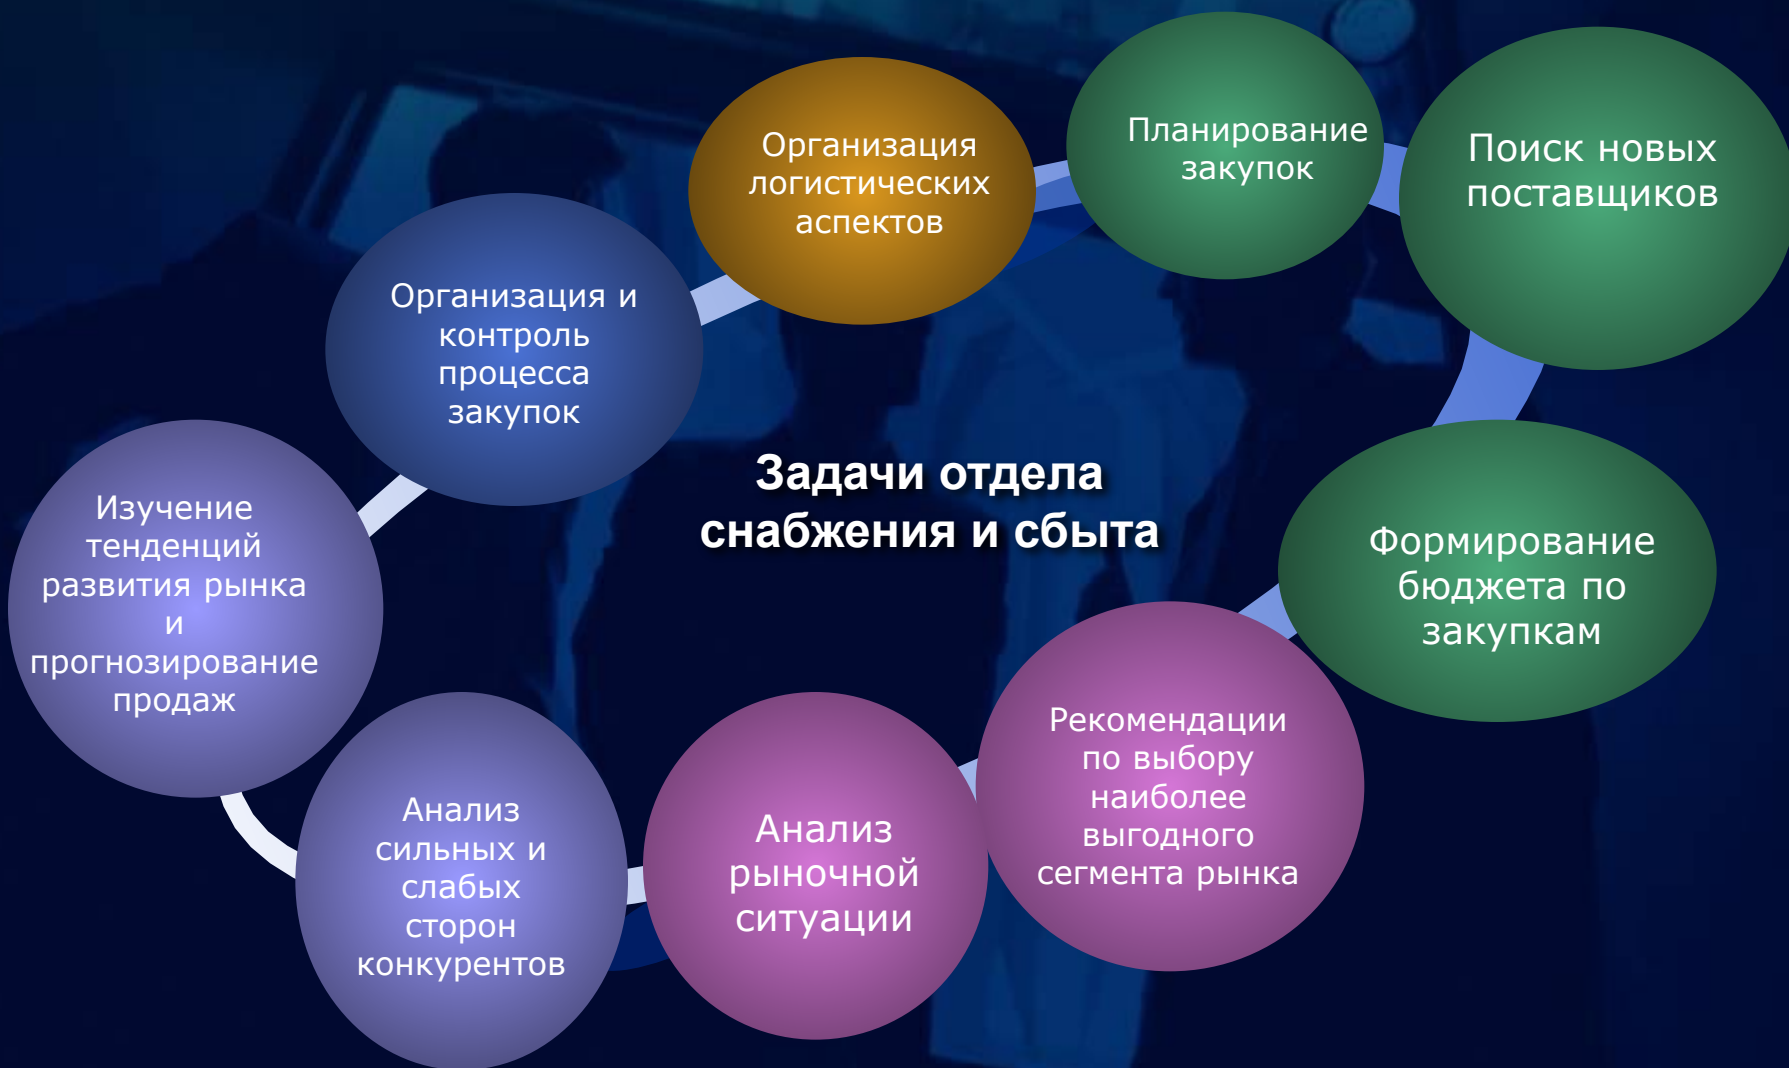 Задачи отдела
снабжения и сбыта
Организация
логистических
аспектов
Планирование
закупок
Поиск новых
поставщиков
Формирование
бюджета по
закупкам
Рекомендации
по выбору
наиболее
выгодного
сегмента рынка
Анализ
рыночной
ситуации
Анализ
сильных и
слабых
сторон
конкурентов
Изучение
тенденций
развития рынка
и
прогнозирование
продаж
Организация и
контроль
процесса
закупок